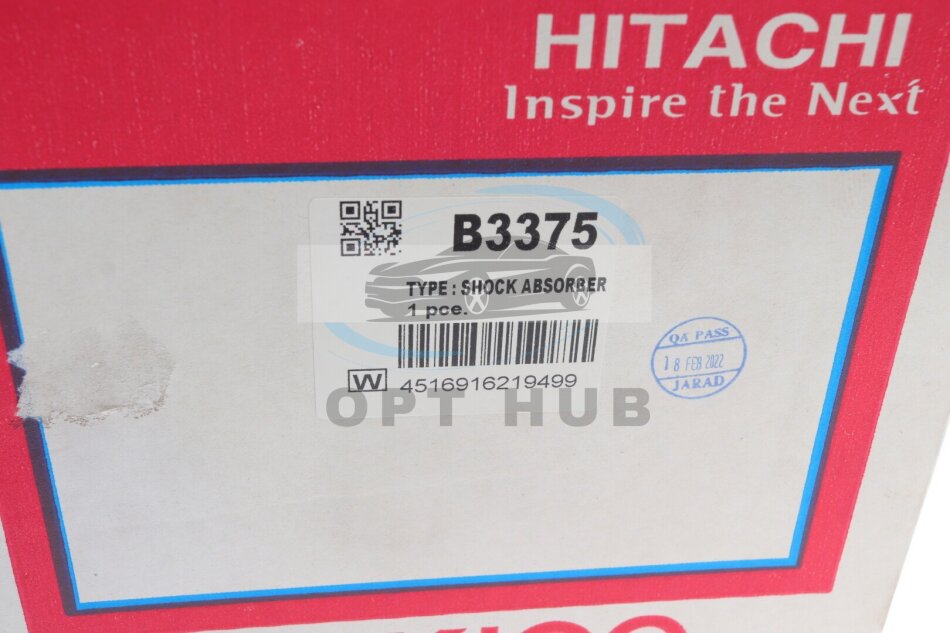 HITACHI
Inspire the Next
B3375
TYPE : SHOCK ABSORBER
1 pce.
W
4516916219499
QA PASS
18 FEB 2022
JARAD
OPT HUB